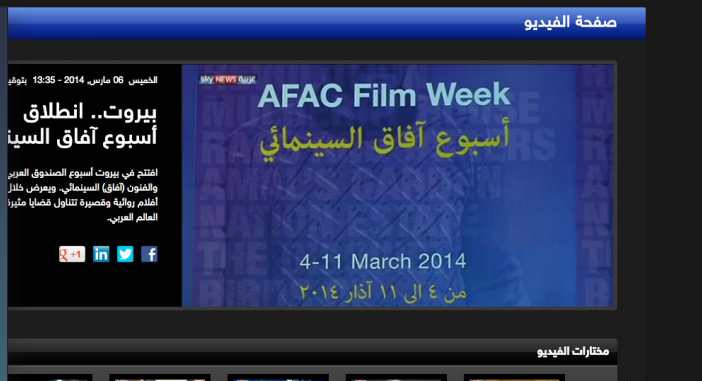 صفحة الفيديو
sky NEWS عربية
AFAC Film Week
أسبوع آفاق السينمائي
4-11 March 2014
من ٤ الى ١١ آذار ٢٠١٤
الخميس 06 مارس, 2014 - 13:35
بيروت.. انطلاق
أسبوع آفاق
افتتح في بيروت أسبوع الصندوق العربي
والفنون (آفاق) السينمائي. ويعرض خلال
أفلام روائية وقصيرة تتناول قضايا مثيرة
العالم العربي.
g +1 in f
مختارات الفيديو